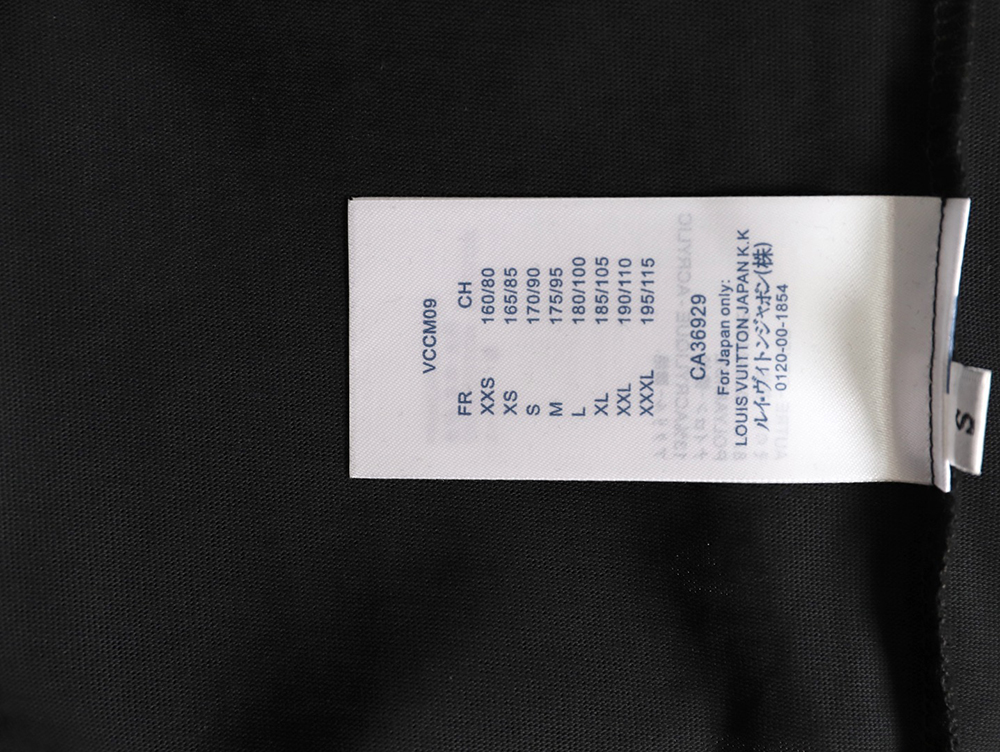 VCCM09
FR CH
XXS 160/80
XS 165/85
S 170/90
M 175/95
L 180/100
XL 185/105
XXL 190/110
XXXL 195/115
CA36929
For Japan only:
8 LOUIS VUITTON JAPAN K.K
ルイ・ヴィトンジャポン(株)
0120-00-1854
S